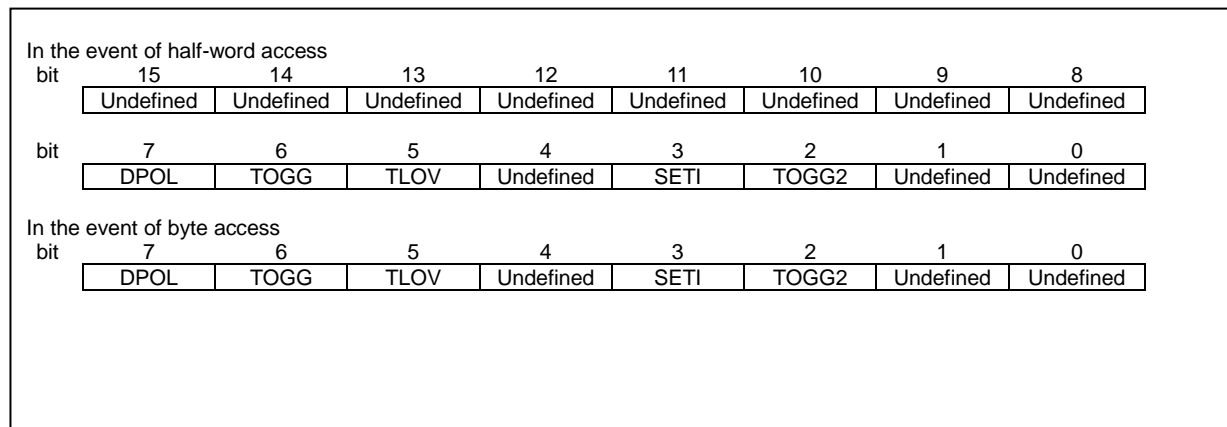 In the event of half-word access
bit 15 14 13 12 11 10 9 8
Undefined Undefined Undefined Undefined Undefined Undefined Undefined Undefined
bit 7 6 5 4 3 2 1 0
DPOL TOGG TLOV Undefined SETI TOGG2 Undefined Undefined
In the event of byte access
bit 7 6 5 4 3 2 1 0
DPOL TOGG TLOV Undefined SETI TOGG2 Undefined Undefined